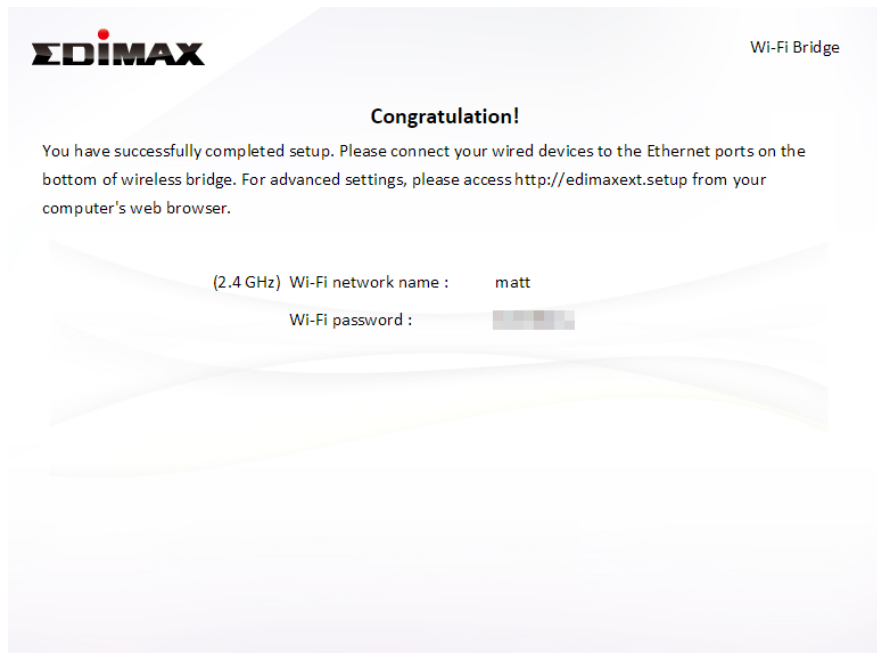 EDIMAX
Wi-Fi Bridge
Congratulation!
You have successfully completed setup. Please connect your wired devices to the Ethernet ports on the
bottom of wireless bridge. For advanced settings, please access http://edimaxext.setup from your
computer's web browser.
(2.4 GHz) Wi-Fi network name : matt
Wi-Fi password :